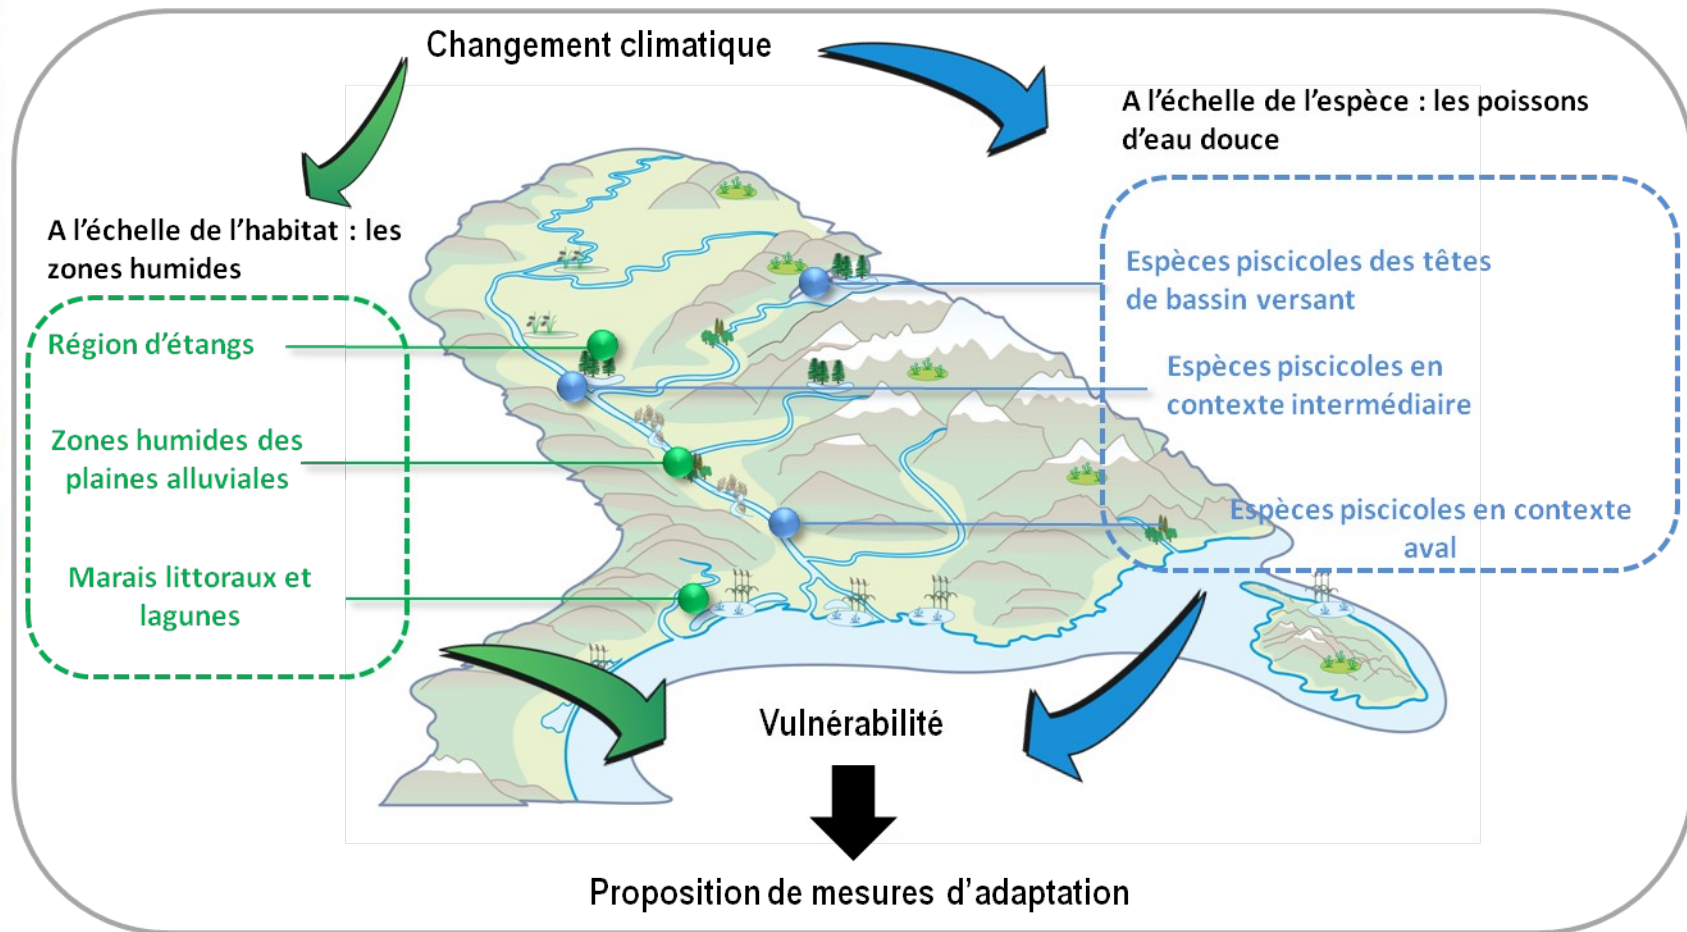 Changement climatique
A l’échelle de l’espèce : les poissons
d’eau douce
A l’échelle de l’habitat : les
zones humides
Région d’étangs
Zones humides des
plaines alluviales
Marais littoraux et
lagunes
Espèces piscicoles des têtes
de bassin versant
Espèces piscicoles en
contexte intermédiaire
Espèces piscicoles en contexte
aval
Vulnérabilité
Proposition de mesures d’adaptation